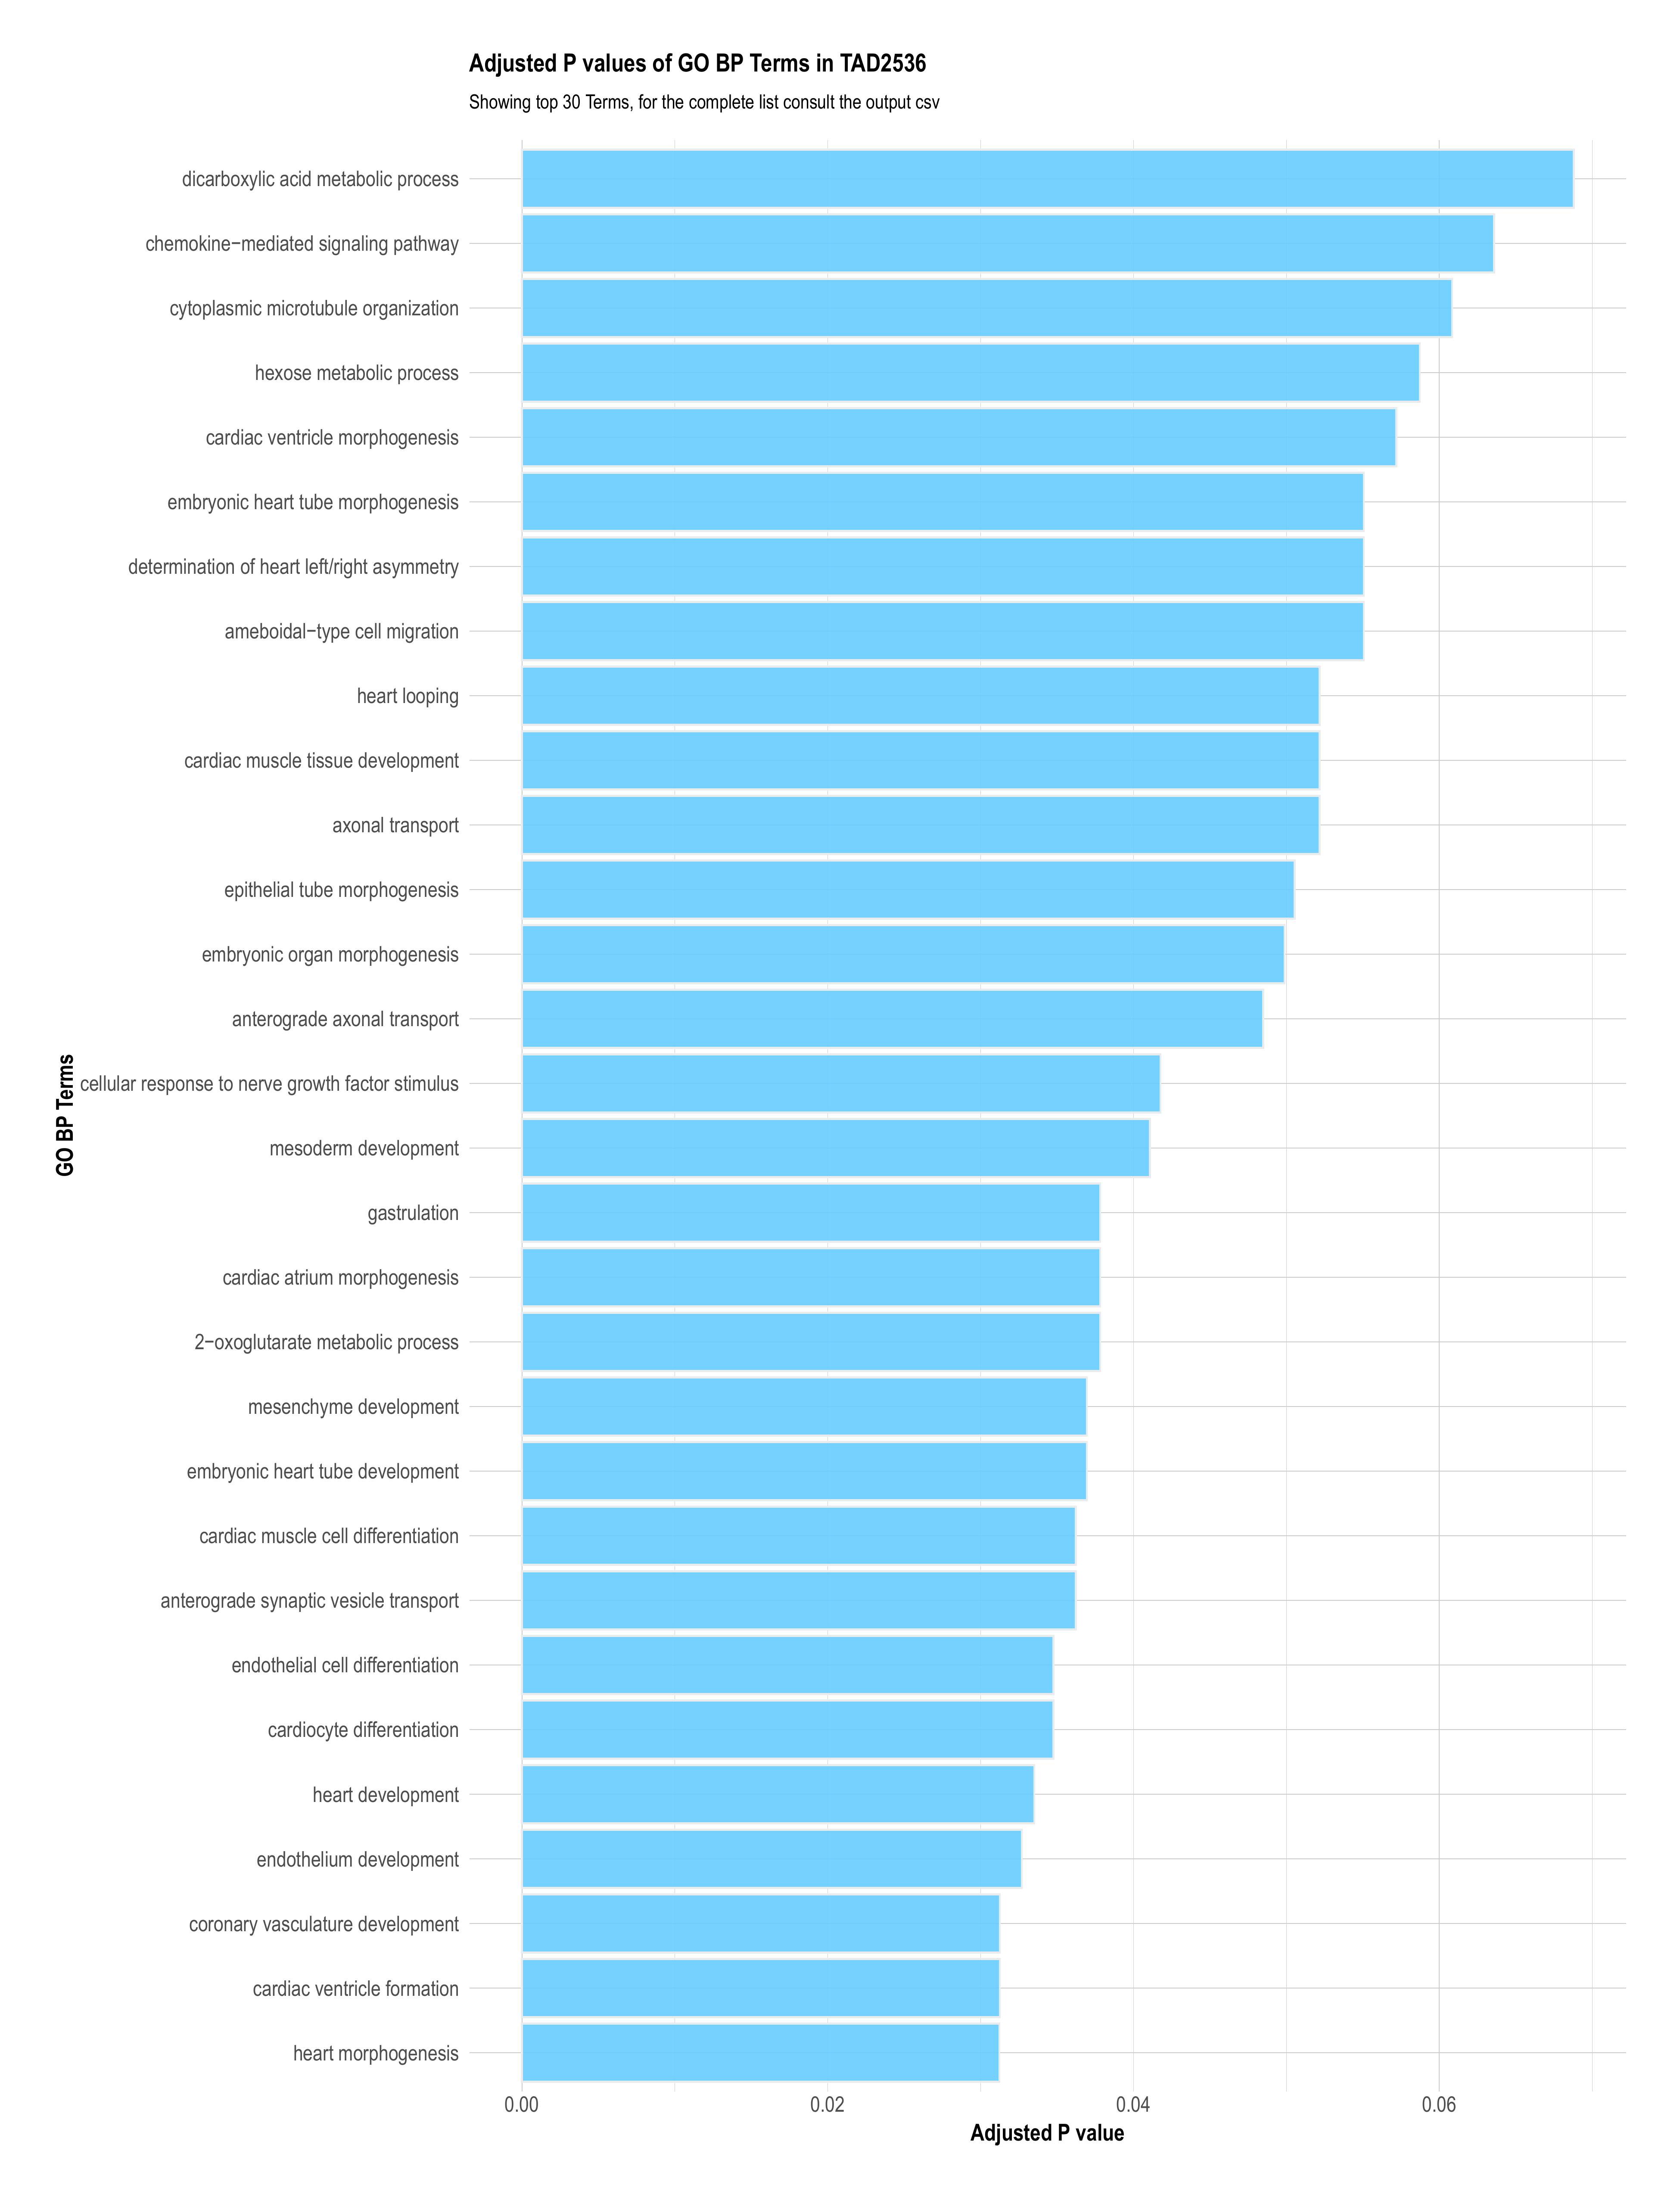 Adjusted P values of GO BP Terms in TAD2536
Showing top 30 Terms, for the complete list consult the output csv
dicarboxylic acid metabolic process
chemokine−mediated signaling pathway
cytoplasmic microtubule organization
hexose metabolic process
cardiac ventricle morphogenesis
embryonic heart tube morphogenesis
determination of heart left/right asymmetry
ameboidal−type cell migration
heart looping
cardiac muscle tissue development
axonal transport
epithelial tube morphogenesis
embryonic organ morphogenesis
anterograde axonal transport
cellular response to nerve growth factor stimulus
mesoderm development
gastrulation
cardiac atrium morphogenesis
2−oxoglutarate metabolic process
mesenchyme development
embryonic heart tube development
cardiac muscle cell differentiation
anterograde synaptic vesicle transport
endothelial cell differentiation
cardiocyte differentiation
heart development
endothelium development
coronary vasculature development
cardiac ventricle formation
heart morphogenesis
GO BP Terms
0.00 0.02 0.04 0.06
Adjusted P value